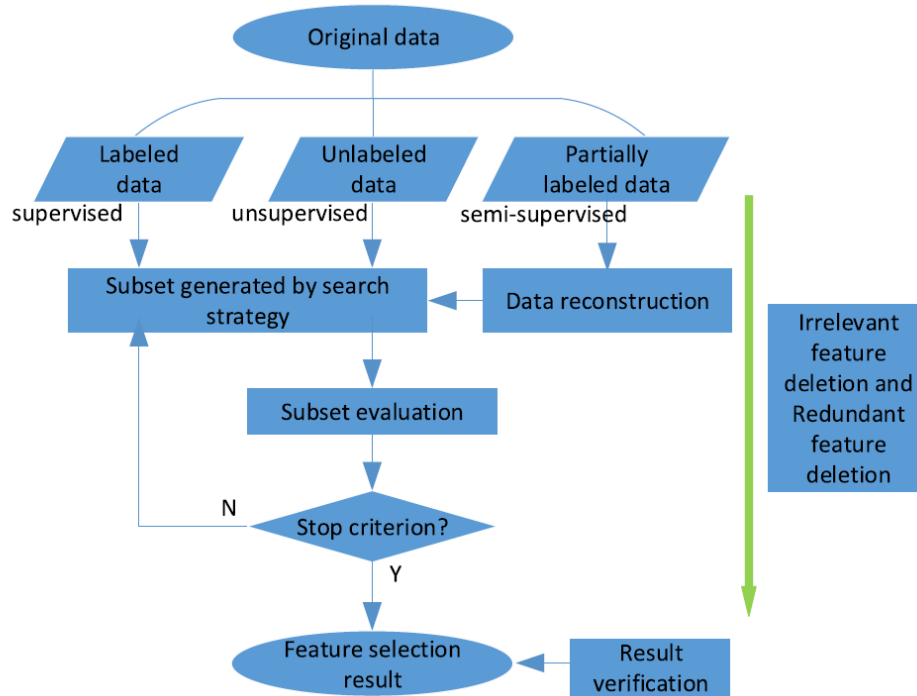 Original data
Labeled
data
Unlabeled
data
Partially
labeled data
supervised
unsupervised
semi-supervised
Subset generated by search
strategy
Data reconstruction
Irrelevant
feature
deletion and
Redundant
feature
deletion
Subset evaluation
N
Stop criterion?
Y
Feature selection
result
Result
verification